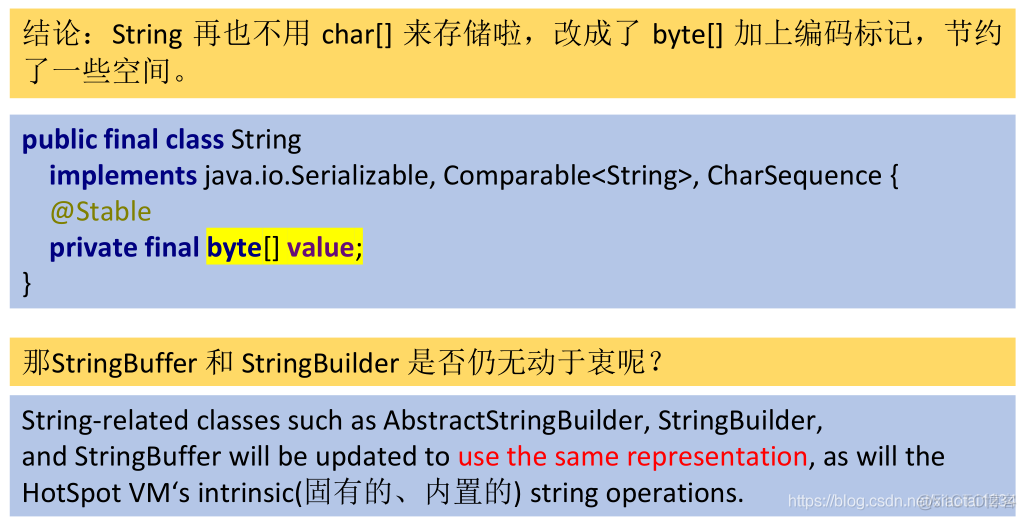 结论：String 再也不用 char[] 来存储啦，改成了 byte[] 加上编码标记，节约
了一些空间。
public final class String
implements java.io.Serializable, Comparable<String>, CharSequence {
@Stable
private final byte[] value;
}
那StringBuffer 和 StringBuilder 是否仍无动于衷呢？
String-related classes such as AbstractStringBuilder, StringBuilder,
and StringBuffer will be updated to use the same representation, as will the
HotSpot VM‘s intrinsic(固有的、内置的) string operations.
https://blog.csdn.net/xiaotai1234